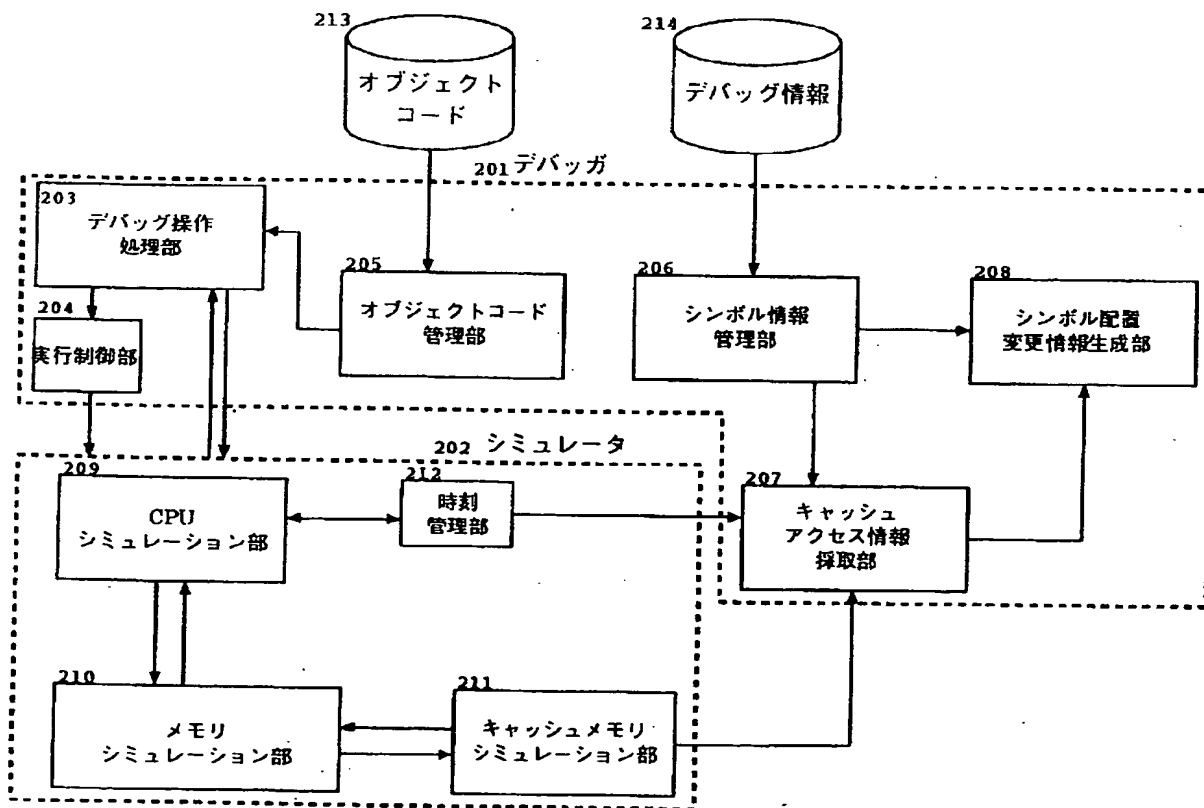 213
オブジェクト
コード
214
デバッグ情報
201 デバッガ
203
デバッグ操作
処理部
204
実行制御部
205
オブジェクトコード
管理部
206
シンボル情報
管理部
208
シンボル配置
変更情報生成部
202 シミュレータ
209
CPU
シミュレーション部
212
時刻
管理部
207
キャッシュ
アクセス情報
採取部
210
メモリ
シミュレーション部
211
キャッシュメモリ
シミュレーション部